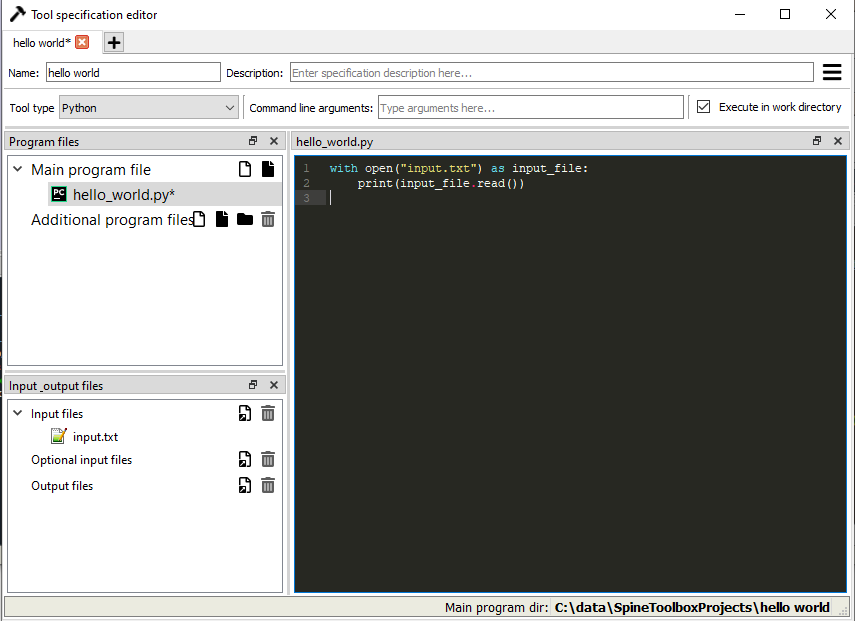 Tool specification editor
hello world*
Name: hello world Description: Enter specification description here...
Tool type Python Command line arguments: Type arguments here... Execute in work directory
Program files
Main program file
PC hello_world.py*
Additional program files
Input_output files
Input files
input.txt
Optional input files
Output files
hello_world.py
1 with open("input.txt") as input_file:
2     print(input_file.read())
3
Main program dir: C:\data\SpineToolboxProjects\hello world